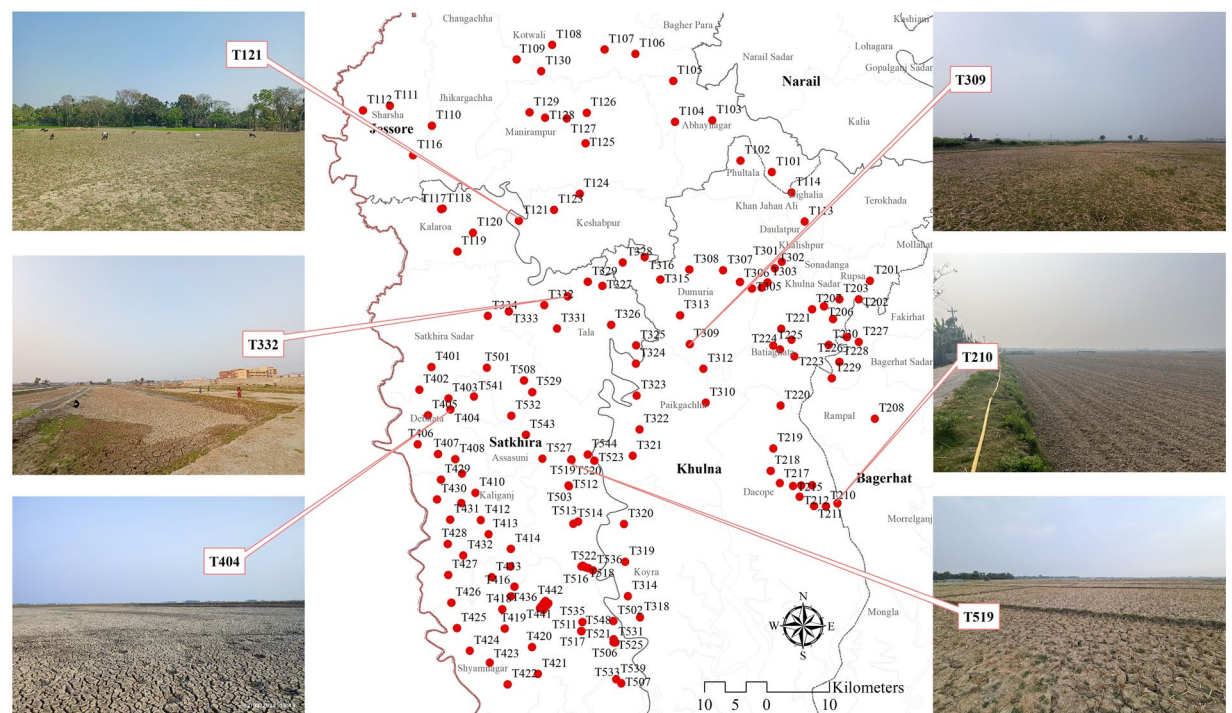 Chaugachha
Bagher Para
Kashiani
T121
T108
T107
T106
Kotwali
T109
T130
Narail Sadar
Lohagara
Gopalganj Sadar
T309
T105
Narail
T112
T111
Jhikargachha
Sharsha
Jessore
T110
T129
T128
T126
Manirampur
T127
T125
T104
T103
Abhaynagar
Kalia
T116
T102
Phultala
T101
T114
T124
T117
T118
T121
T123
Keshabpur
Khan Jahan Ali
Terokhada
T113
Kalaroa
T120
Daulatpur
T119
Khalishpur
Mollahat
T328
T316
T301
T302
Sonadanga
T329
T327
T315
T308
T307
T306
T303
T305
Rupsa
T201
Khulna Sadar
T203
T202
Dumuria
T332
T334
T333
T331
Tala
T326
T313
T207
T206
Fakirhat
T221
T332
Satkhira Sadar
T325
T324
T309
T224
T225
Batiaghata
T223
T230
T226
T227
T228
T229
Bagerhat Sadar
T210
T401
T501
T508
T312
T402
T403
T541
T529
T323
T310
Paikgachha
T220
Rampal
T208
T405
T404
Debhata
T532
T322
T406
T543
Satkhira
T407
T408
Assasuni
T527
T544
T519
T520
T523
T321
Khulna
T219
T218
T429
T430
T410
Kaliganj
T512
T503
Dacope
T217
T215
T212
T210
T211
Bagerhat
Morrelganj
T431
T412
T413
T513
T514
T320
T404
T428
T432
T414
T427
T433
T522
T536
T516
T518
T319
Koyra
T416
T314
Mongla
T519
T426
T418
T436
T442
T441
T535
T548
T502
T318
T425
T419
T511
T517
T521
T531
T525
T506
N
W
E
S
T424
T423
T420
Shyamnagar
T421
T422
T533
T539
T507
Kilometers
10
5
0
10